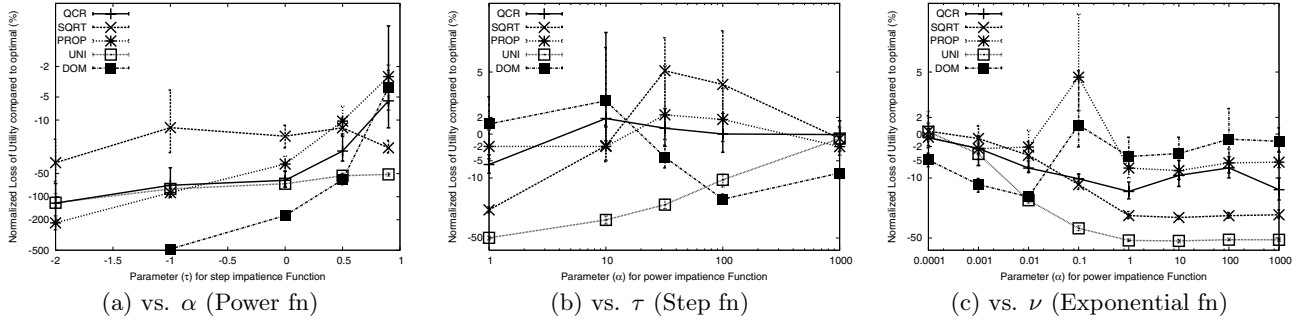 Normalized Loss of Utility compared to optimal (%)
QCR
SQRT
PROP
UNI
DOM
-2
-5
-10
-50
-100
-200
-500
-2 -1.5 -1 -0.5 0 0.5 1
Parameter (τ) for step impatience Function
(a) vs. α (Power fn)
Normalized Loss of Utility compared to optimal (%)
QCR
SQRT
PROP
UNI
DOM
5
2
0
-2
-5
-10
-50
1 10 100 1000
Parameter (α) for power impatience Function
(b) vs. τ (Step fn)
Normalized Loss of Utility compared to optimal (%)
QCR
SQRT
PROP
UNI
DOM
5
2
0
-2
-5
-10
-50
0.0001 0.001 0.01 0.1 1 10 100 1000
Parameter (α) for power impatience Function
(c) vs. ν (Exponential fn)